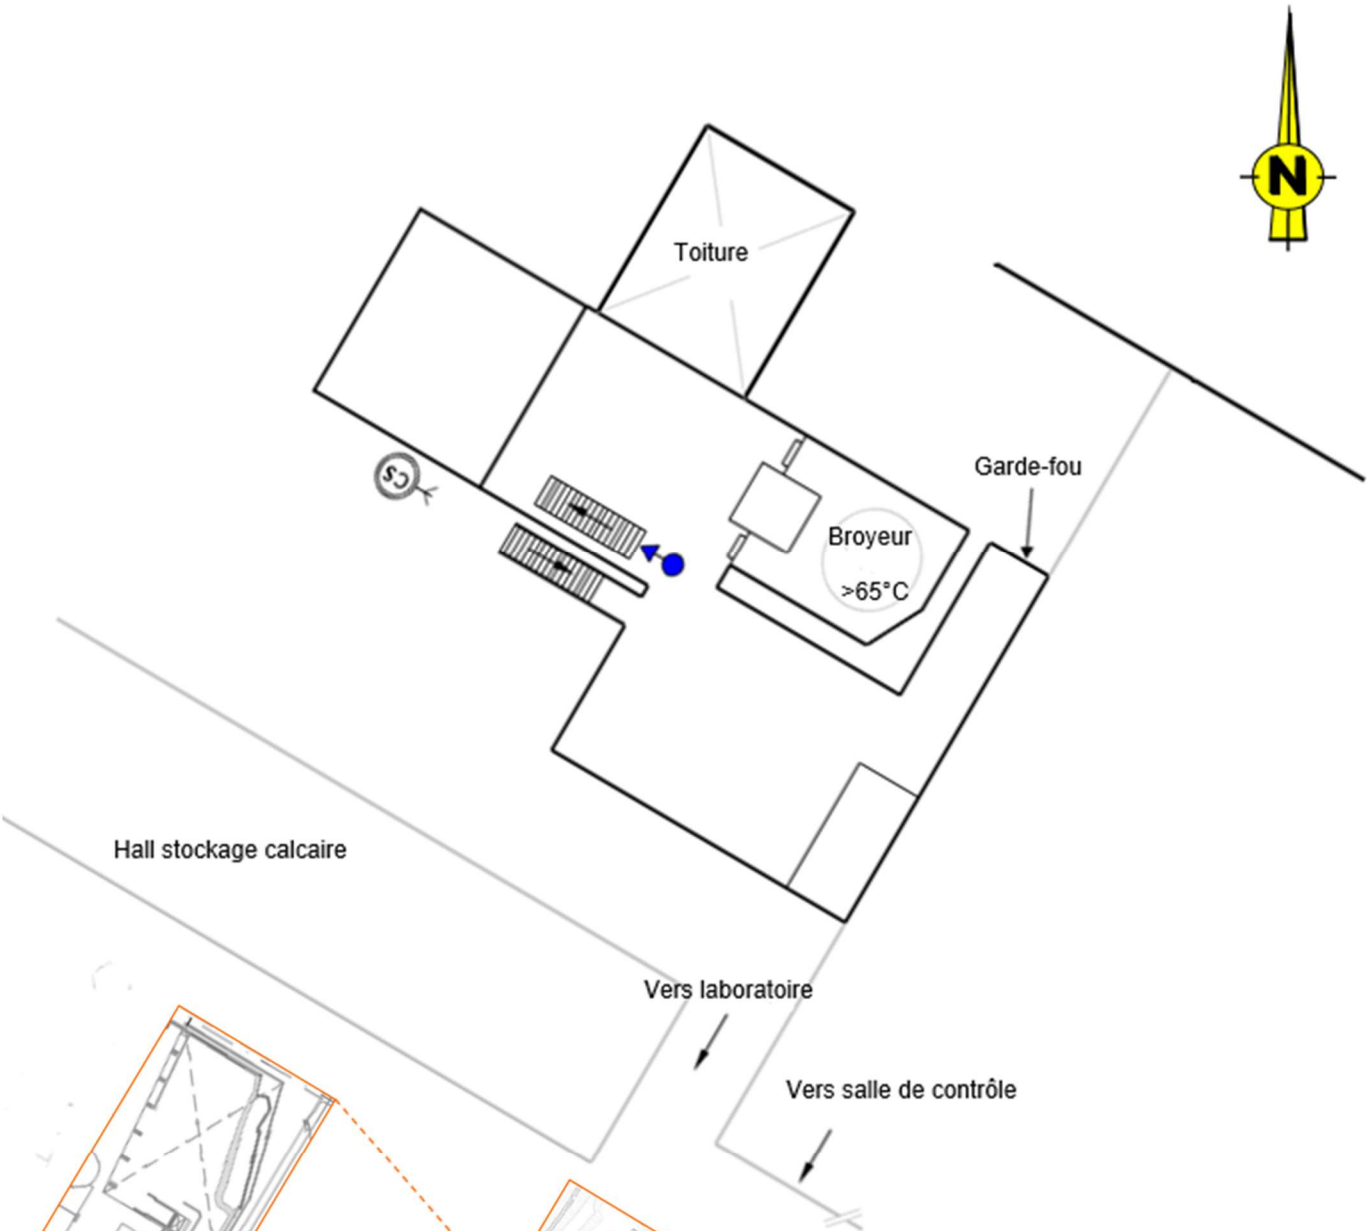 N
Toiture
Garde-fou
CS
Broyeur
>65°C
Hall stockage calcaire
Vers laboratoire
Vers salle de contrôle